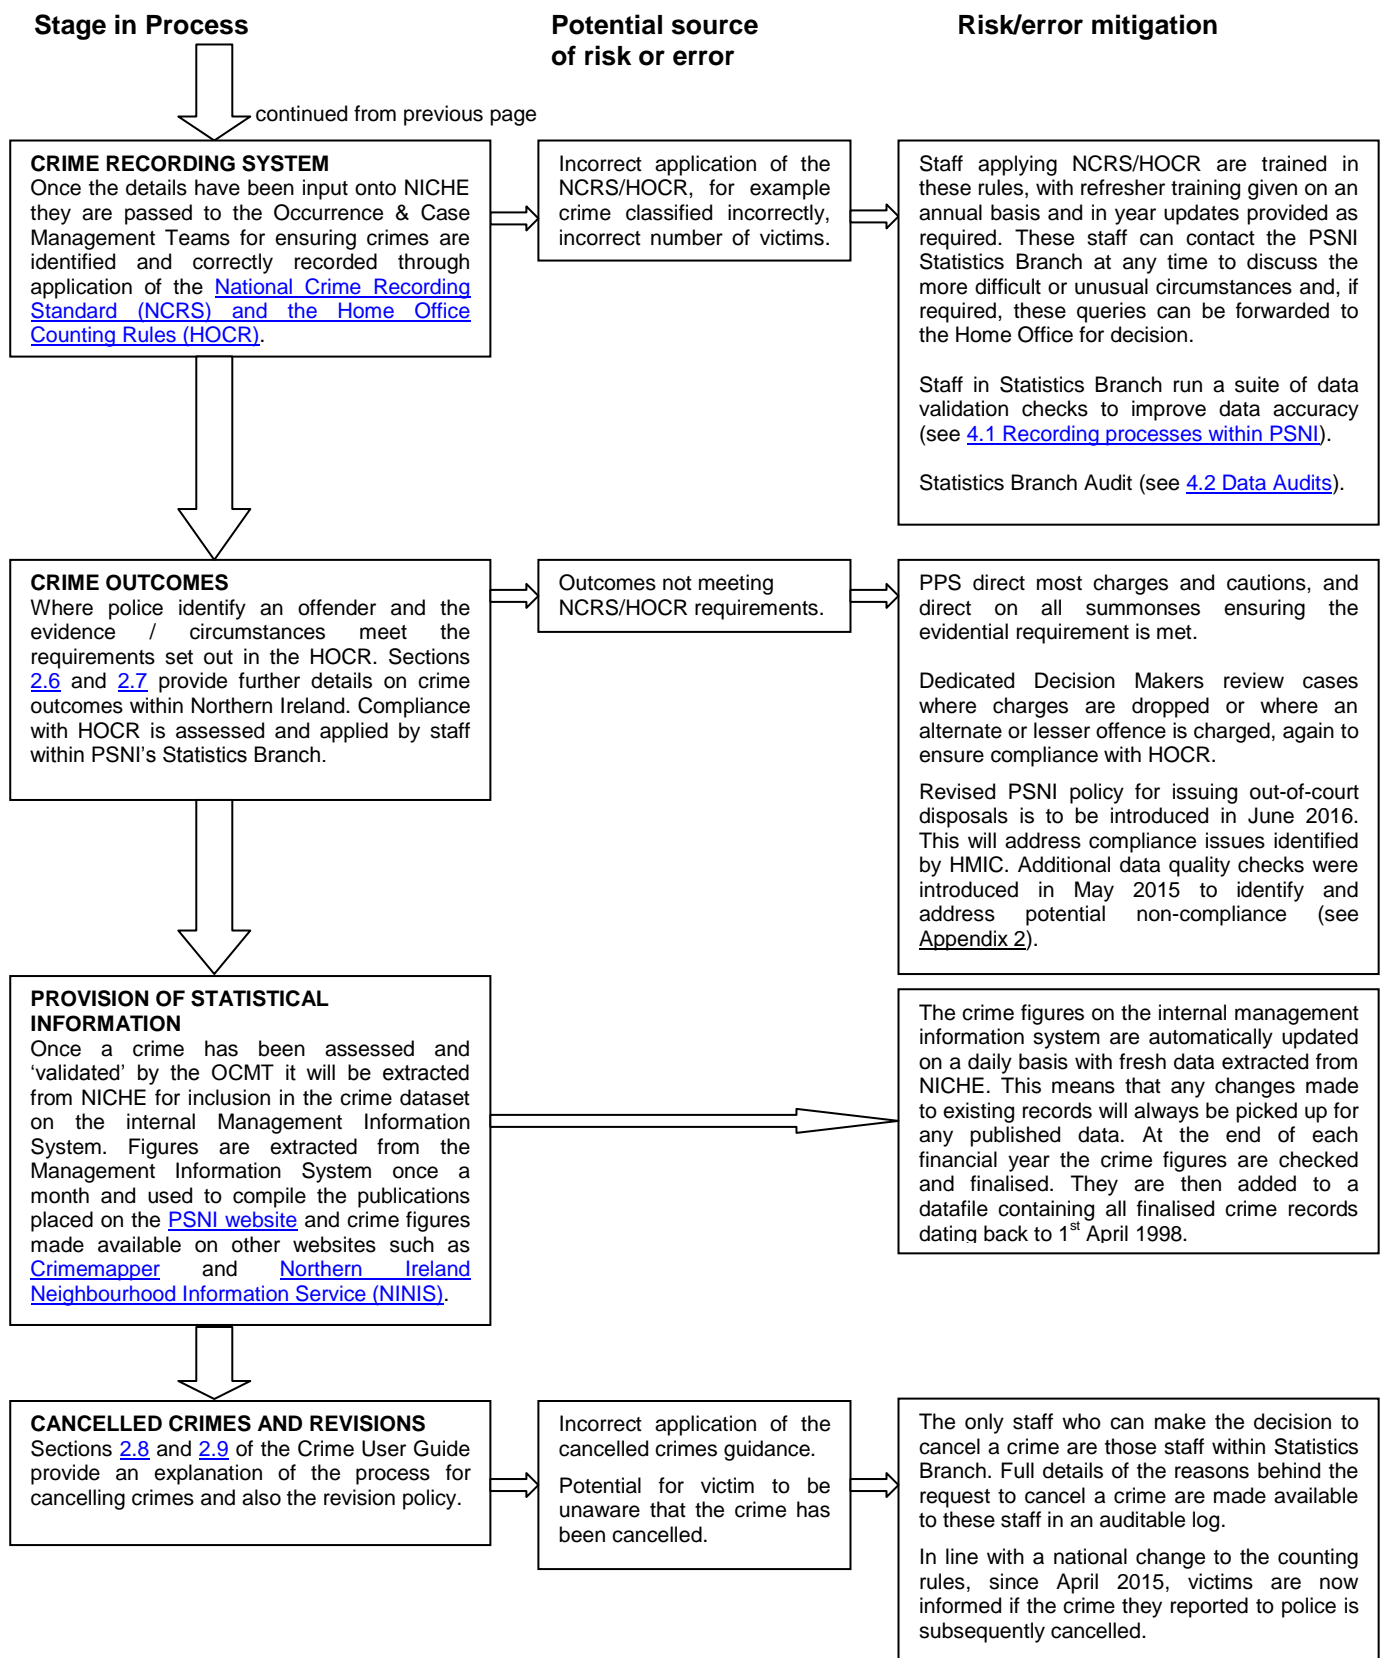 Stage in Process
Potential source
of risk or error
Risk/error mitigation
continued from previous page
CRIME RECORDING SYSTEM
Once the details have been input onto NICHE
they are passed to the Occurrence & Case
Management Teams for ensuring crimes are
identified and correctly recorded through
application of the National Crime Recording
Standard (NCRS) and the Home Office
Counting Rules (HOCR).
Incorrect application of the
NCRS/HOCR, for example
crime classified incorrectly,
incorrect number of victims.
Staff applying NCRS/HOCR are trained in
these rules, with refresher training given on an
annual basis and in year updates provided as
required. These staff can contact the PSNI
Statistics Branch at any time to discuss the
more difficult or unusual circumstances and, if
required, these queries can be forwarded to
the Home Office for decision.
Staff in Statistics Branch run a suite of data
validation checks to improve data accuracy
(see 4.1 Recording processes within PSNI).
Statistics Branch Audit (see 4.2 Data Audits).
CRIME OUTCOMES
Where police identify an offender and the
evidence / circumstances meet the
requirements set out in the HOCR. Sections
2.6 and 2.7 provide further details on crime
outcomes within Northern Ireland. Compliance
with HOCR is assessed and applied by staff
within PSNI's Statistics Branch.
Outcomes not meeting
NCRS/HOCR requirements.
PPS direct most charges and cautions, and
direct on all summonses ensuring the
evidential requirement is met.
Dedicated Decision Makers review cases
where charges are dropped or where an
alternate or lesser offence is charged, again to
ensure compliance with HOCR.
Revised PSNI policy for issuing out-of-court
disposals is to be introduced in June 2016.
This will address compliance issues identified
by HMIC. Additional data quality checks were
introduced in May 2015 to identify and
address potential non-compliance (see
Appendix 2).
PROVISION OF STATISTICAL
INFORMATION
Once a crime has been assessed and
‘validated’ by the OCMT it will be extracted
from NICHE for inclusion in the crime dataset
on the internal Management Information
System. Figures are extracted from the
Management Information System once a
month and used to compile the publications
placed on the PSNI website and crime figures
made available on other websites such as
Crimemapper and Northern Ireland
Neighbourhood Information Service (NINIS).
The crime figures on the internal management
information system are automatically updated
on a daily basis with fresh data extracted from
NICHE. This means that any changes made
to existing records will always be picked up for
any published data. At the end of each
financial year the crime figures are checked
and finalised. They are then added to a
datafile containing all finalised crime records
dating back to 1st April 1998.
CANCELLED CRIMES AND REVISIONS
Sections 2.8 and 2.9 of the Crime User Guide
provide an explanation of the process for
cancelling crimes and also the revision policy.
Incorrect application of the
cancelled crimes guidance.
Potential for victim to be
unaware that the crime has
been cancelled.
The only staff who can make the decision to
cancel a crime are those staff within Statistics
Branch. Full details of the reasons behind the
request to cancel a crime are made available
to these staff in an auditable log.
In line with a national change to the counting
rules, since April 2015, victims are now
informed if the crime they reported to police is
subsequently cancelled.